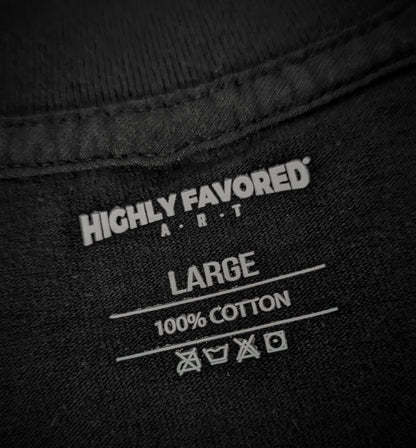 HIGHLY FAVORED
A·R·T
LARGE
100% COTTON